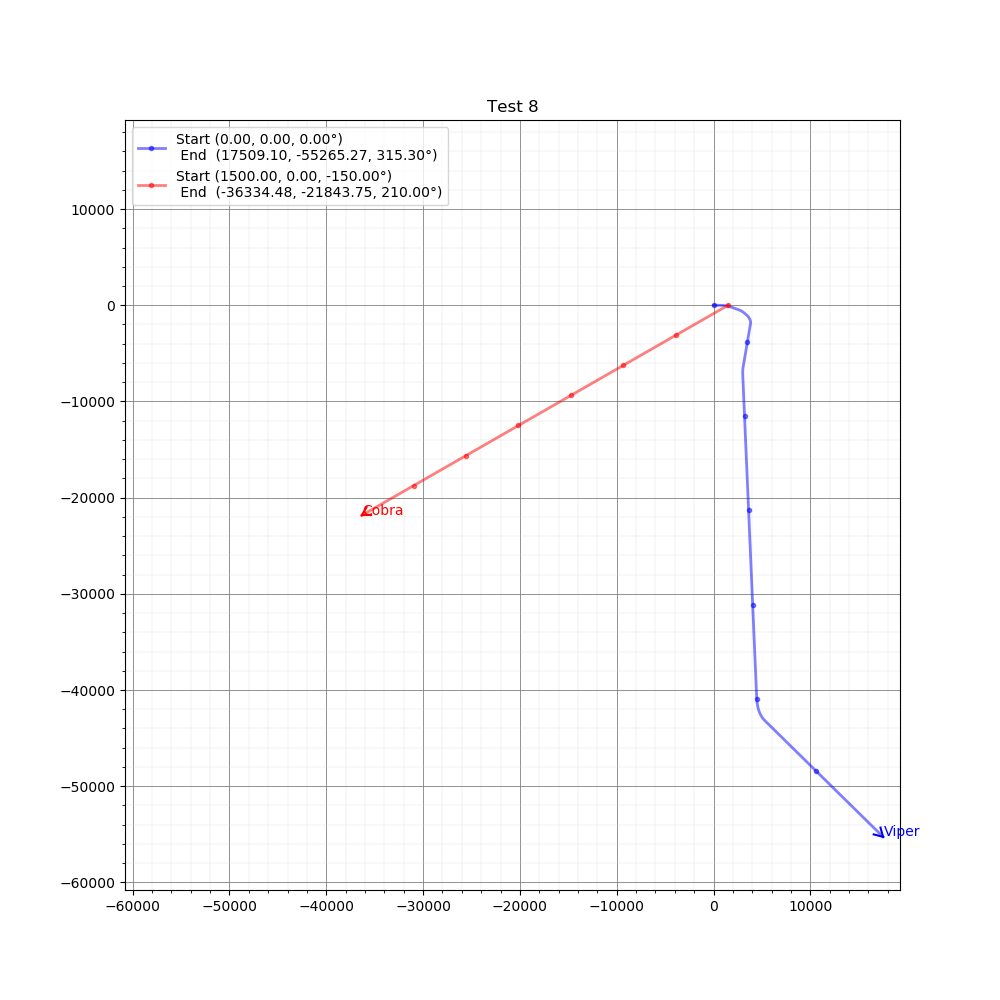 Test 8
Start (0.00, 0.00, 0.00°)
End (17509.10, -55265.27, 315.30°)
Start (1500.00, 0.00, -150.00°)
End (-36334.48, -21843.75, 210.00°)
10000
0
−10000
−20000
−30000
−40000
−50000
−60000
Cobra
Viper
−60000 −50000 −40000 −30000 −20000 −10000 0 10000